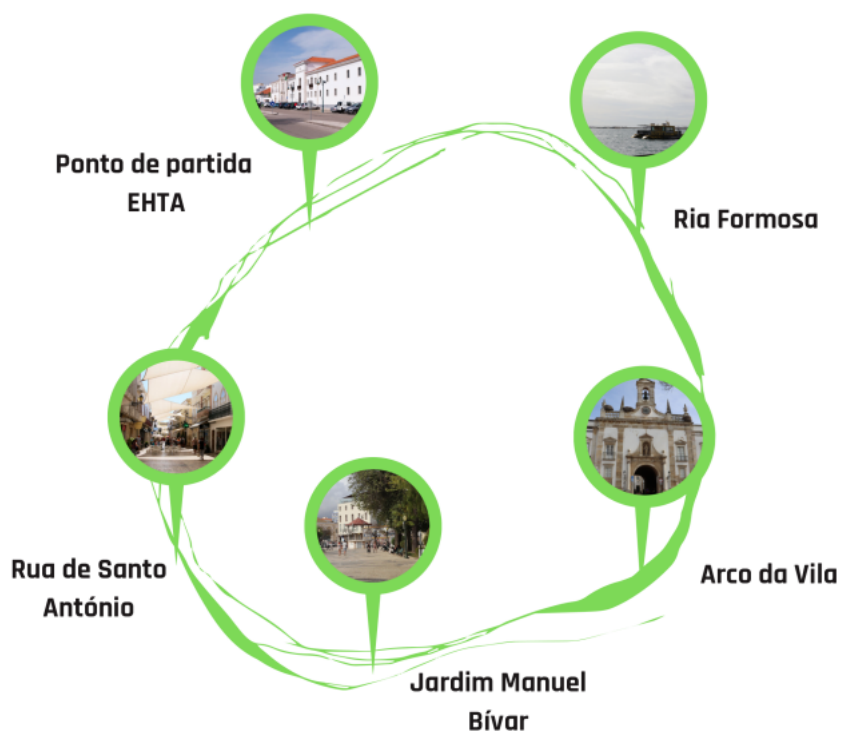 Ponto de partida
EHTA
Ria Formosa
Rua de Santo
António
Arco da Vila
Jardim Manuel
Bívar